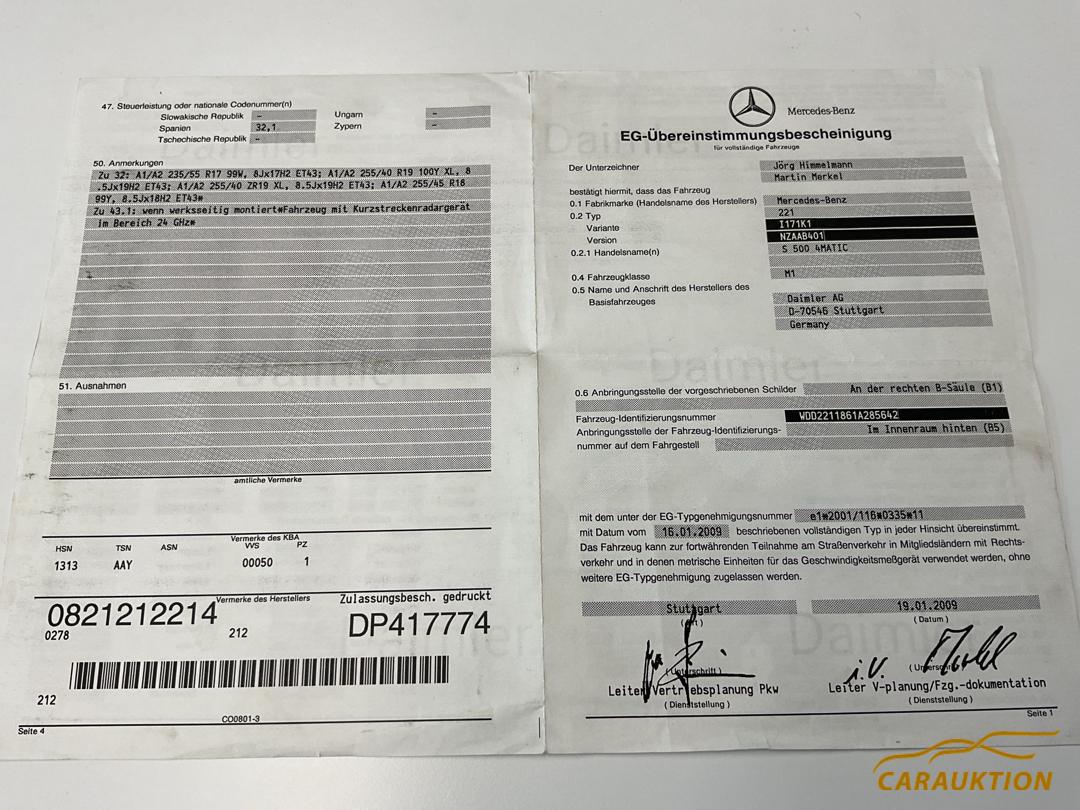 47. Steuerleistung oder nationale Codenummer(n)
Slowakische Republik –
Ungarn –
Spanien 32,1
Zypern –
Tschechische Republik –
50. Anmerkungen
Zu 32: A1/A2 235/55 R17 99W, 8Jx17H2 ET43; A1/A2 255/40 R19 100Y XL, 8
.5Jx19H2 ET43; A1/A2 255/40 ZR19 XL, 8.5Jx19H2 ET43; A1/A2 255/45 R18
99Y, 8.5Jx18H2 ET43*
Zu 43.1: wenn werksseitig montiert*Fahrzeug mit Kurzstreckenradargerät
im Bereich 24 GHz*
51. Ausnahmen
amtliche Vermerke
Vermerke des KBA
HSN TSN ASN VVS PZ
1313 AAY 00050 1
Vermerke des Herstellers
Zulassungsbesch. gedruckt
0821212214
DP417774
0278
212
212
CO0801-3
Seite 4
Mercedes-Benz
EG-Übereinstimmungsbescheinigung
für vollständige Fahrzeuge
Der Unterzeichner Jörg Himmelmann
Martin Merkel
bestätigt hiermit, dass das Fahrzeug
0.1 Fabrikmarke (Handelsname des Herstellers) Mercedes-Benz
0.2 Typ 221
Variante I171K1
Version NZAAB401
0.2.1 Handelsname(n) S 500 4MATIC
0.4 Fahrzeugklasse M1
0.5 Name und Anschrift des Herstellers des
Basisfahrzeuges
Daimler AG
D-70546 Stuttgart
Germany
0.6 Anbringungsstelle der vorgeschriebenen Schilder An der rechten B-Säule (B1)
Fahrzeug-Identifizierungsnummer WDD2211861A285642
Anbringungsstelle der Fahrzeug-Identifizierungs- Im Innenraum hinten (B5)
nummer auf dem Fahrgestell
mit dem unter der EG-Typgenehmigungsnummer e1*2001/116*0335*11
mit Datum vom 16.01.2009 beschriebenen vollständigen Typ in jeder Hinsicht übereinstimmt.
Das Fahrzeug kann zur fortwährenden Teilnahme am Straßenverkehr in Mitgliedsländern mit Rechts-
verkehr und in denen metrische Einheiten für das Geschwindigkeitsmeßgerät verwendet werden, ohne
weitere EG-Typgenehmigung zugelassen werden.
Stuttgart
19.01.2009
(Ort)
(Datum)
(Unterschrift)
i.V.
Leiter Vertriebsplanung Pkw
Leiter V-planung/Fzg.-dokumentation
(Dienststellung)
(Dienststellung)
Seite 1
CARAUKTION